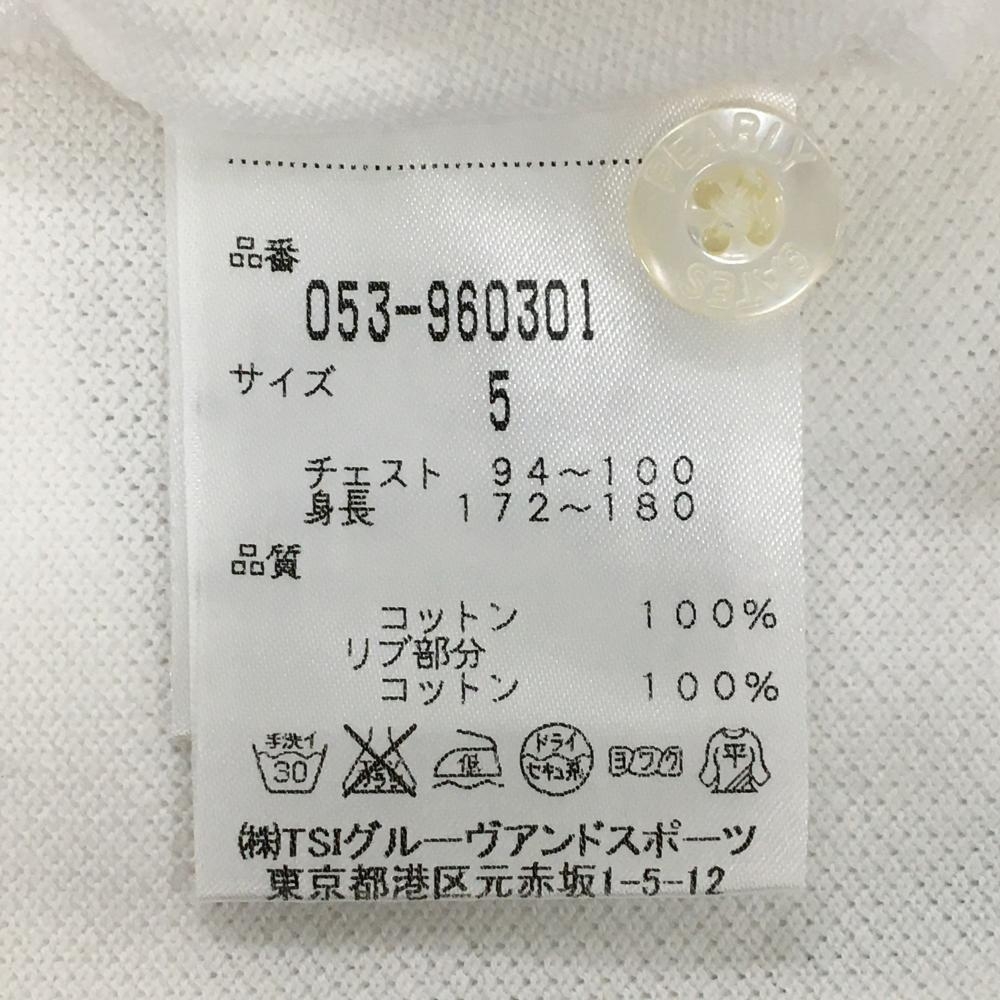 PEARLY
GATES
品番
053-960301
サイズ
5
チェスト 94～100
身長 172～180
品質
コットン 100%
リブ部分
コットン 100%
手洗イ
30
低
ドライ
セキユ系
ヨワク
平
㈱TSIグルーヴアンドスポーツ
東京都港区元赤坂1-5-12